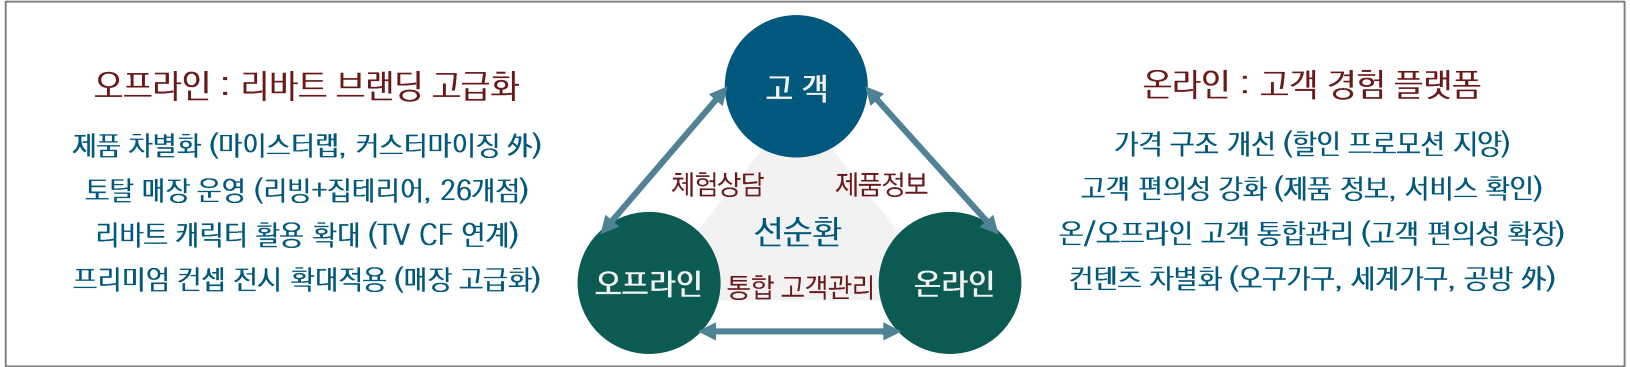 오프라인 : 리바트 브랜딩 고급화
제품 차별화 (마이스터랩, 커스터마이징 外)
토탈 매장 운영 (리빙+집테리어, 26개점)
리바트 캐릭터 활용 확대 (TV CF 연계)
프리미엄 컨셉 전시 확대적용 (매장 고급화)
고 객
체험상담
제품정보
선순환
오프라인
통합 고객관리
온라인
온라인 : 고객 경험 플랫폼
가격 구조 개선 (할인 프로모션 지양)
고객 편의성 강화 (제품 정보, 서비스 확인)
온/오프라인 고객 통합관리 (고객 편의성 확장)
컨텐츠 차별화 (오구가구, 세계가구, 공방 外)